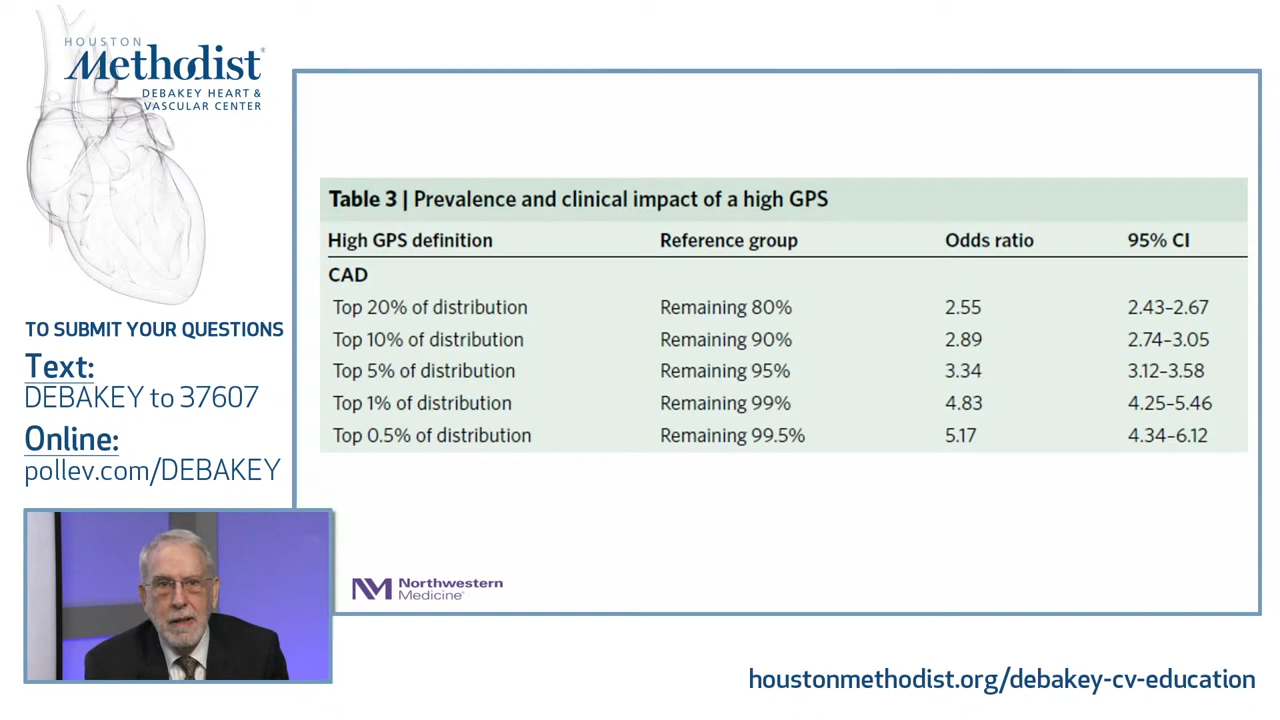 HOUSTON
Methodist®
DEBAKEY HEART &
VASCULAR CENTER
TO SUBMIT YOUR QUESTIONS
Text:
DEBAKEY to 37607
Online:
pollev.com/DEBAKEY
Table 3 | Prevalence and clinical impact of a high GPS
High GPS definition Reference group Odds ratio 95% CI
CAD
Top 20% of distribution Remaining 80% 2.55 2.43–2.67
Top 10% of distribution Remaining 90% 2.89 2.74–3.05
Top 5% of distribution Remaining 95% 3.34 3.12–3.58
Top 1% of distribution Remaining 99% 4.83 4.25–5.46
Top 0.5% of distribution Remaining 99.5% 5.17 4.34–6.12
NM Northwestern
Medicine®
houstonmethodist.org/debakey-cv-education